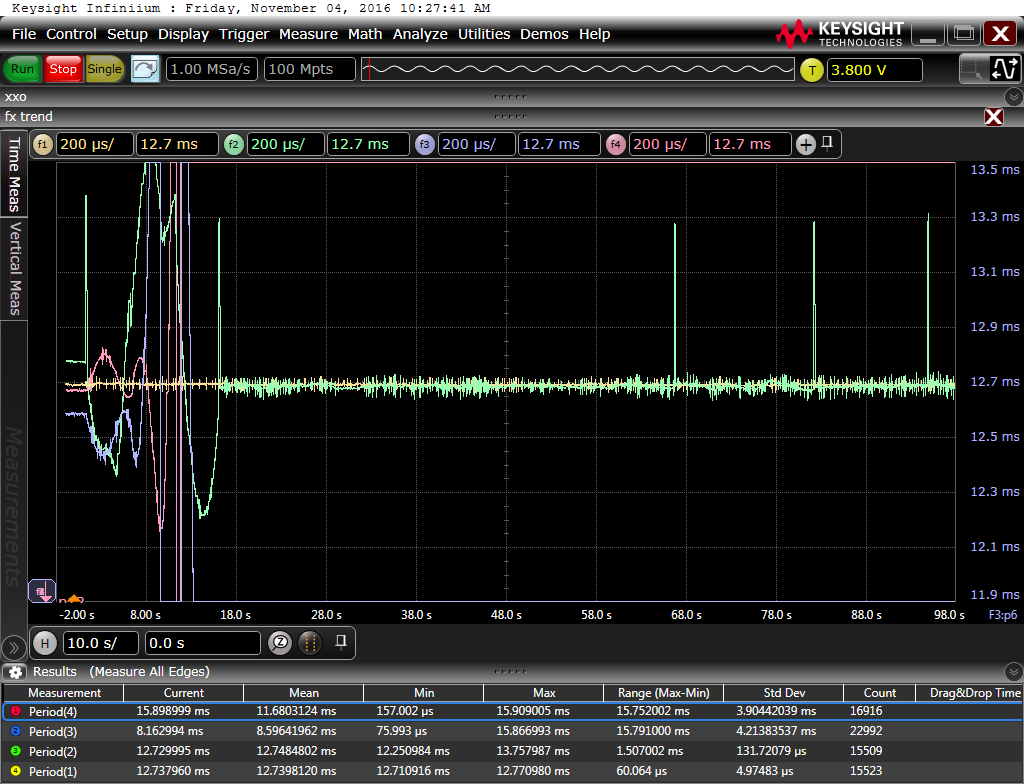 Keysight Infiniium : Friday, November 04, 2016 10:27:41 AM
File Control Setup Display Trigger Measure Math Analyze Utilities Demos Help
KEYSIGHT TECHNOLOGIES
Run Stop Single 1.00 MSa/s 100 Mpts T 3.800 V
xxo
fx trend
f1 200 µs/ 12.7 ms f2 200 µs/ 12.7 ms f3 200 µs/ 12.7 ms f4 200 µs/ 12.7 ms
Time Meas
Vertical Meas
Measurements
13.5 ms
13.3 ms
13.1 ms
12.9 ms
12.7 ms
12.5 ms
12.3 ms
12.1 ms
11.9 ms
-2.00 s 8.00 s 18.0 s 28.0 s 38.0 s 48.0 s 58.0 s 68.0 s 78.0 s 88.0 s 98.0 s F3:p6
H 10.0 s/ 0.0 s
Results (Measure All Edges)
Measurement Current Mean Min Max Range (Max-Min) Std Dev Count Drag&Drop Time
1 Period(4) 15.898999 ms 11.6803124 ms 157.002 µs 15.909005 ms 15.752002 ms 3.90442039 ms 16916
2 Period(3) 8.162994 ms 8.59641962 ms 75.993 µs 15.866993 ms 15.791000 ms 4.21383537 ms 22992
3 Period(2) 12.729995 ms 12.7484802 ms 12.250984 ms 13.757987 ms 1.507002 ms 131.72079 µs 15509
4 Period(1) 12.737960 ms 12.7398120 ms 12.710916 ms 12.770980 ms 60.064 µs 4.97483 µs 15523